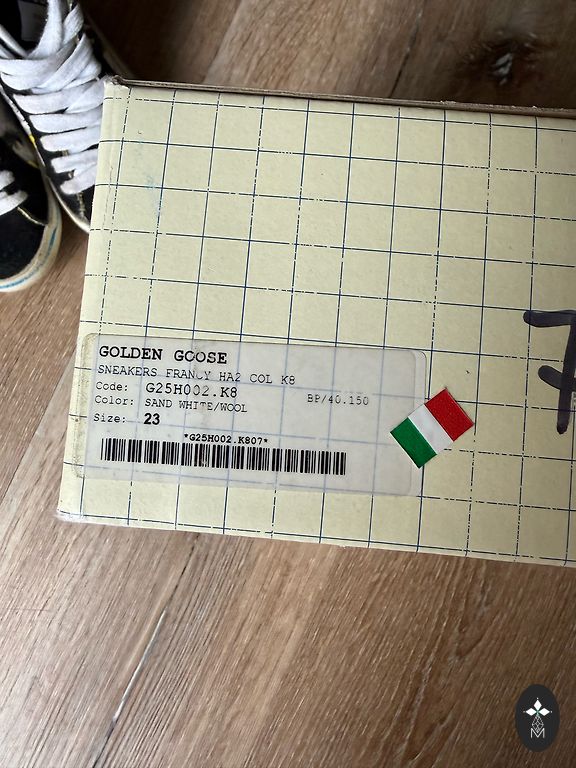 GOLDEN GOOSE
SNEAKERS FRANCY HA2 COL K8
Code: G25H002.K8
BP/40.150
Color: SAND WHITE/WOOL
Size: 23
*G25H002.K807*
M